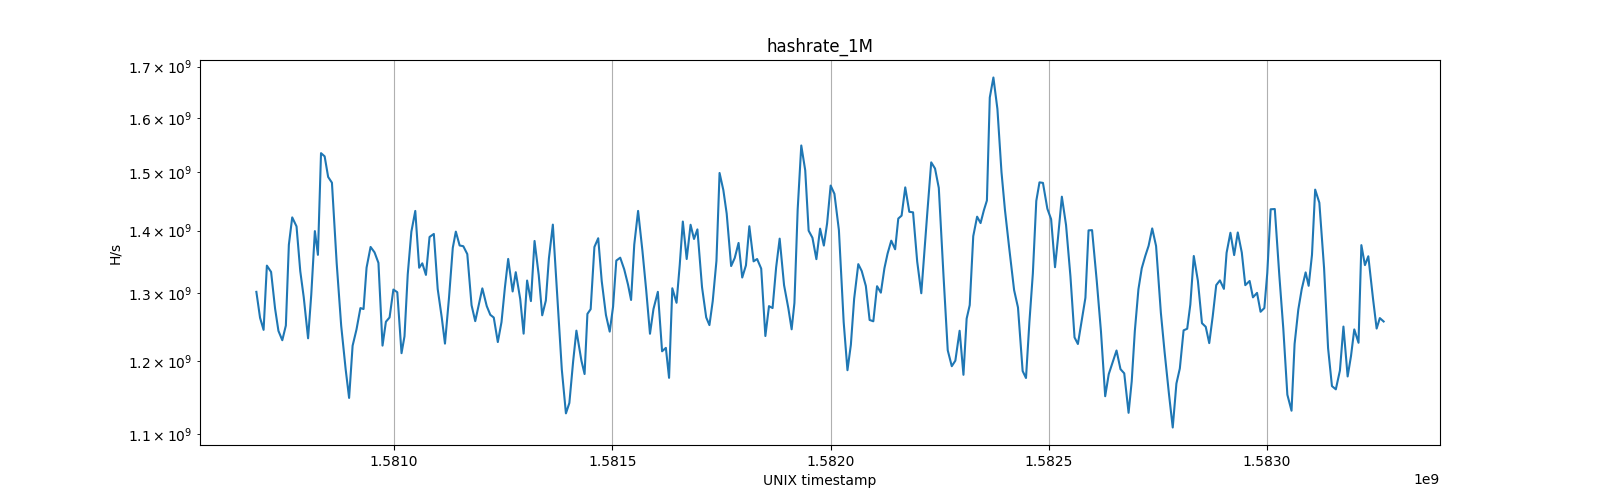 hashrate_1M
1.7 × 10⁹
1.6 × 10⁹
1.5 × 10⁹
1.4 × 10⁹
1.3 × 10⁹
1.2 × 10⁹
1.1 × 10⁹
H/s
1.5810 1.5815 1.5820 1.5825 1.5830
UNIX timestamp
1e9